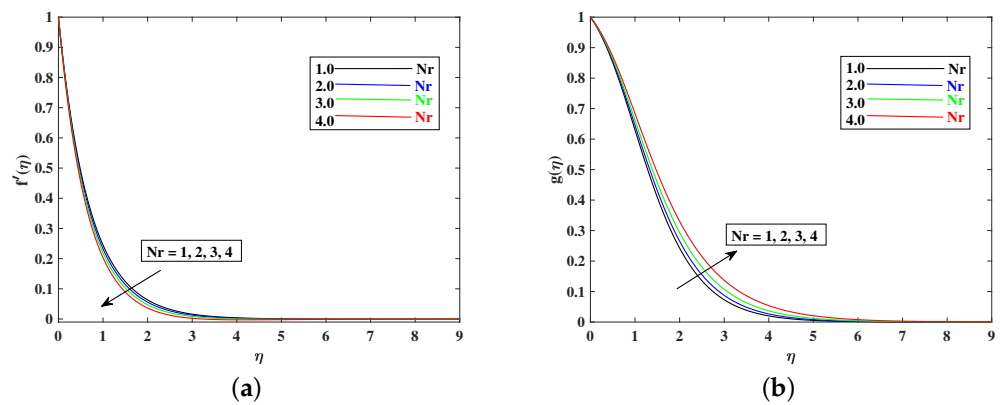 1
0.9
0.8
0.7
0.6
0.5
0.4
0.3
0.2
0.1
0
f′(η)
1.0 Nr
2.0 Nr
3.0 Nr
4.0 Nr
Nr = 1, 2, 3, 4
0 1 2 3 4 5 6 7 8 9
η
(a)
1
0.9
0.8
0.7
0.6
0.5
0.4
0.3
0.2
0.1
0
g(η)
1.0 Nr
2.0 Nr
3.0 Nr
4.0 Nr
Nr = 1, 2, 3, 4
0 1 2 3 4 5 6 7 8 9
η
(b)